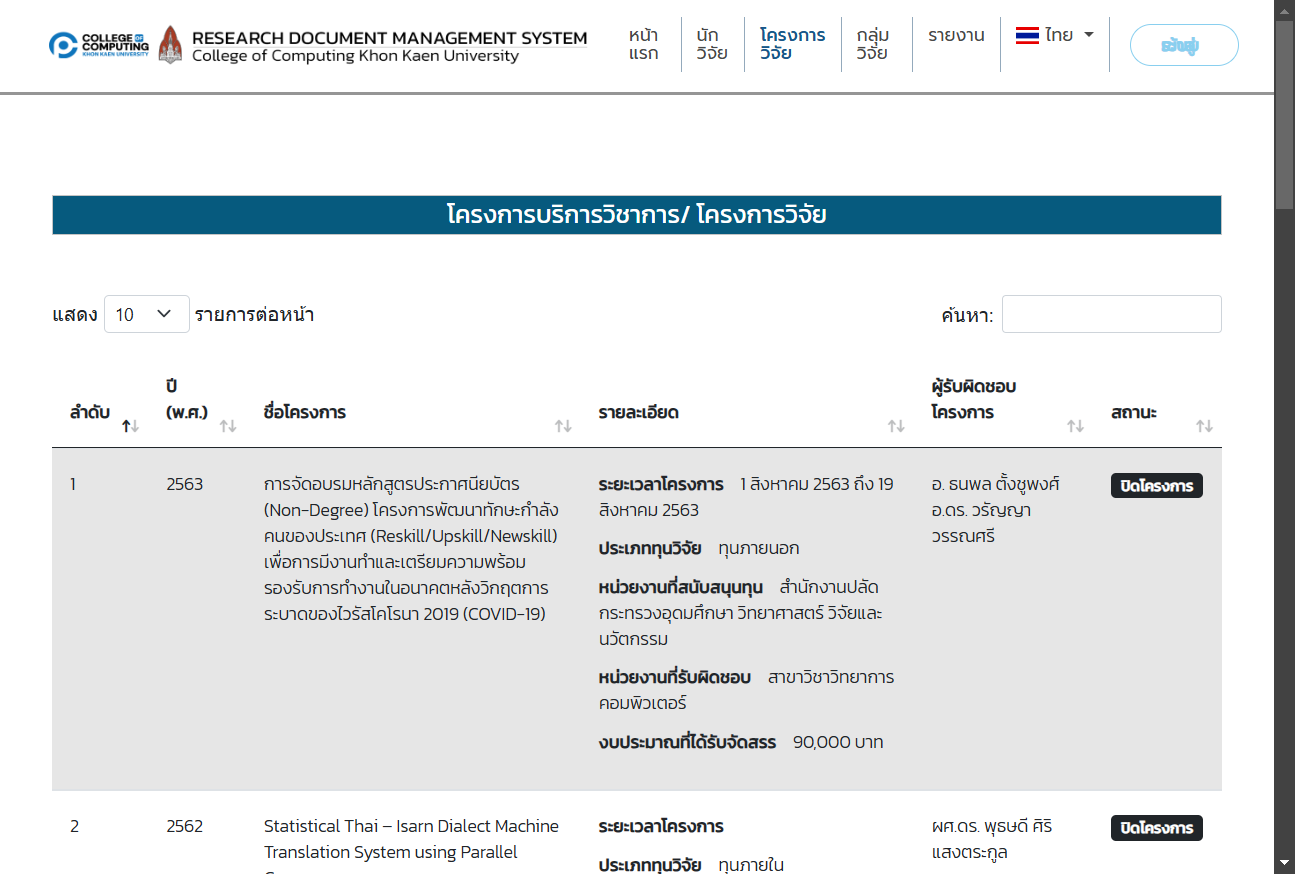 COLLEGE OF
COMPUTING
KHON KAEN UNIVERSITY
RESEARCH DOCUMENT MANAGEMENT SYSTEM
College of Computing Khon Kaen University
หน้า
แรก
นัก
วิจัย
โครงการ
วิจัย
กลุ่ม
วิจัย
รายงาน
ไทย
โครงการบริการวิชาการ/ โครงการวิจัย
แสดง 10 รายการต่อหน้า
ค้นหา:
ลำดับ
ปี
(พ.ศ.)
ชื่อโครงการ
รายละเอียด
ผู้รับผิดชอบ
โครงการ
สถานะ
1
2563
การจัดอบรมหลักสูตรประกาศนียบัตร
(Non-Degree) โครงการพัฒนาทักษะกำลัง
คนของประเทศ (Reskill/Upskill/Newskill)
เพื่อการมีงานทำและเตรียมความพร้อม
รองรับการทำงานในอนาคตหลังวิกฤตการ
ระบาดของไวรัสโคโรนา 2019 (COVID-19)
ระยะเวลาโครงการ 1 สิงหาคม 2563 ถึง 19
สิงหาคม 2563
ประเภททุนวิจัย ทุนภายนอก
หน่วยงานที่สนับสนุนทุน สำนักงานปลัด
กระทรวงอุดมศึกษา วิทยาศาสตร์ วิจัยและ
นวัตกรรม
หน่วยงานที่รับผิดชอบ สาขาวิชาวิทยาการ
คอมพิวเตอร์
งบประมาณที่ได้รับจัดสรร 90,000 บาท
อ. ธนพล ตั้งชูพงศ์
อ.ดร. วรัญญา
วรรณศรี
ปิดโครงการ
2
2562
Statistical Thai – Isarn Dialect Machine
Translation System using Parallel
ระยะเวลาโครงการ
ประเภททุนวิจัย ทุนภายใน
ผศ.ดร. พุธษดี ศิริ
แสงตระกูล
ปิดโครงการ